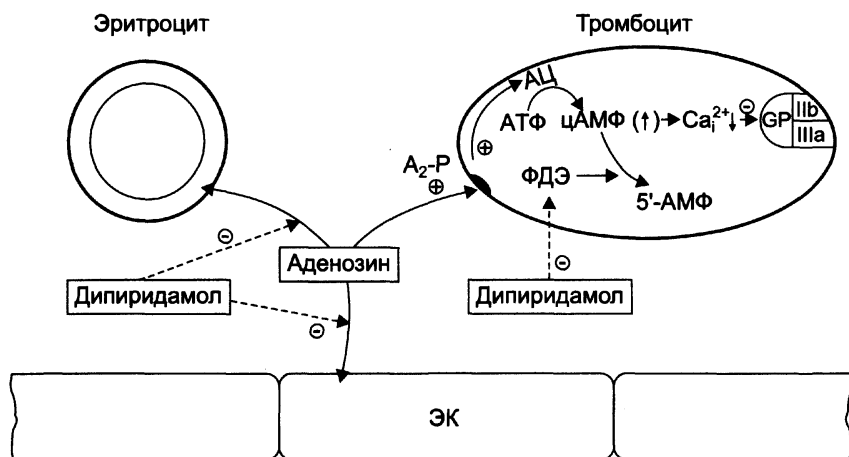 Эритроцит
Тромбоцит
АЦ
АТФ цАМФ (↑) Ca²⁺ᵢ↓ ⊖ GP IIb
IIIa
⊕
A₂-P
⊕
ФДЭ
5'-АМФ
⊖
Аденозин
⊖
Дипиридамол
Дипиридамол
⊖
ЭК